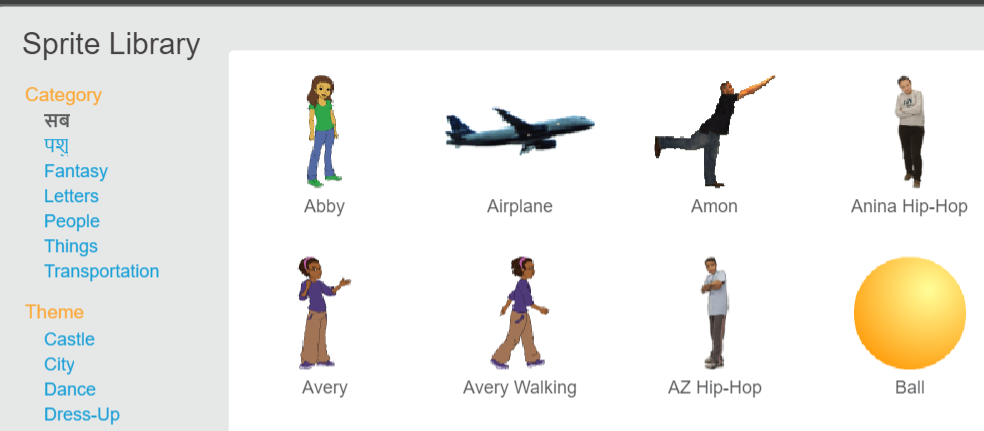 Sprite Library
Category
सब
पशु
Fantasy
Letters
People
Things
Transportation
Theme
Castle
City
Dance
Dress-Up
Abby
Airplane
Amon
Anina Hip-Hop
Avery
Avery Walking
AZ Hip-Hop
Ball